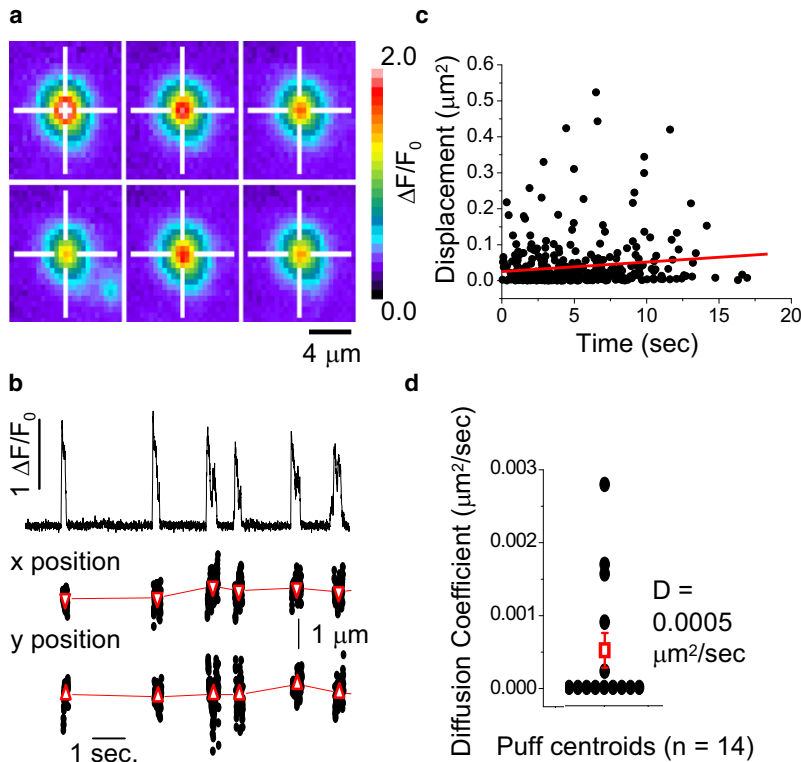 a
2.0
ΔF/F0
0.0
4 μm
b
1 ΔF/F0
x position
1 μm
y position
1 sec.
c
Displacement (μm²)
0.6
0.5
0.4
0.3
0.2
0.1
0.0
0
5
10
15
20
Time (sec)
d
Diffusion Coefficient (μm²/sec)
0.003
0.002
0.001
0.000
D =
0.0005
μm²/sec
Puff centroids (n = 14)